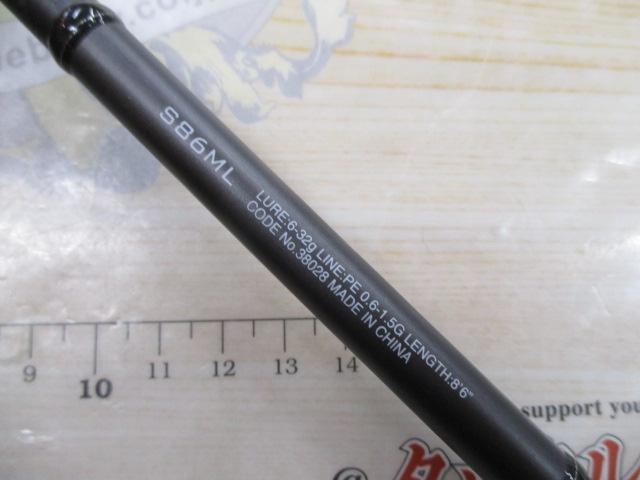 S86ML
LURE:6-32g LINE:PE 0.6-1.5G LENGTH:8'6"
CODE No.38028 MADE IN CHINA
9 10 11 12 13 14
support you